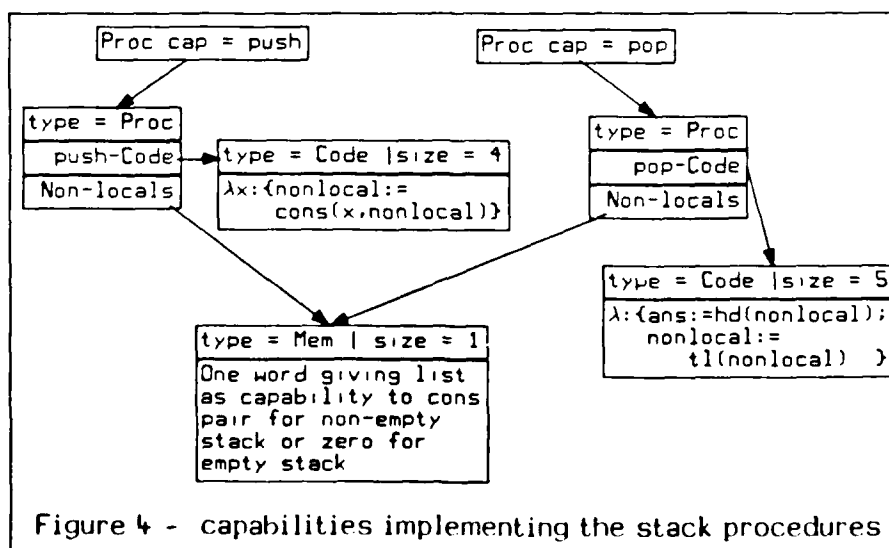 Proc cap = push
Proc cap = pop
type = Proc
push-Code
Non-locals
type = Code |size = 4
λx:{nonlocal:=
cons(x,nonlocal)}
type = Proc
pop-Code
Non-locals
type = Code |size = 5
λ:{ans:=hd(nonlocal);
nonlocal:=
tl(nonlocal) }
type = Mem | size = 1
One word giving list
as capability to cons
pair for non-empty
stack or zero for
empty stack
Figure 4 - capabilities implementing the stack procedures